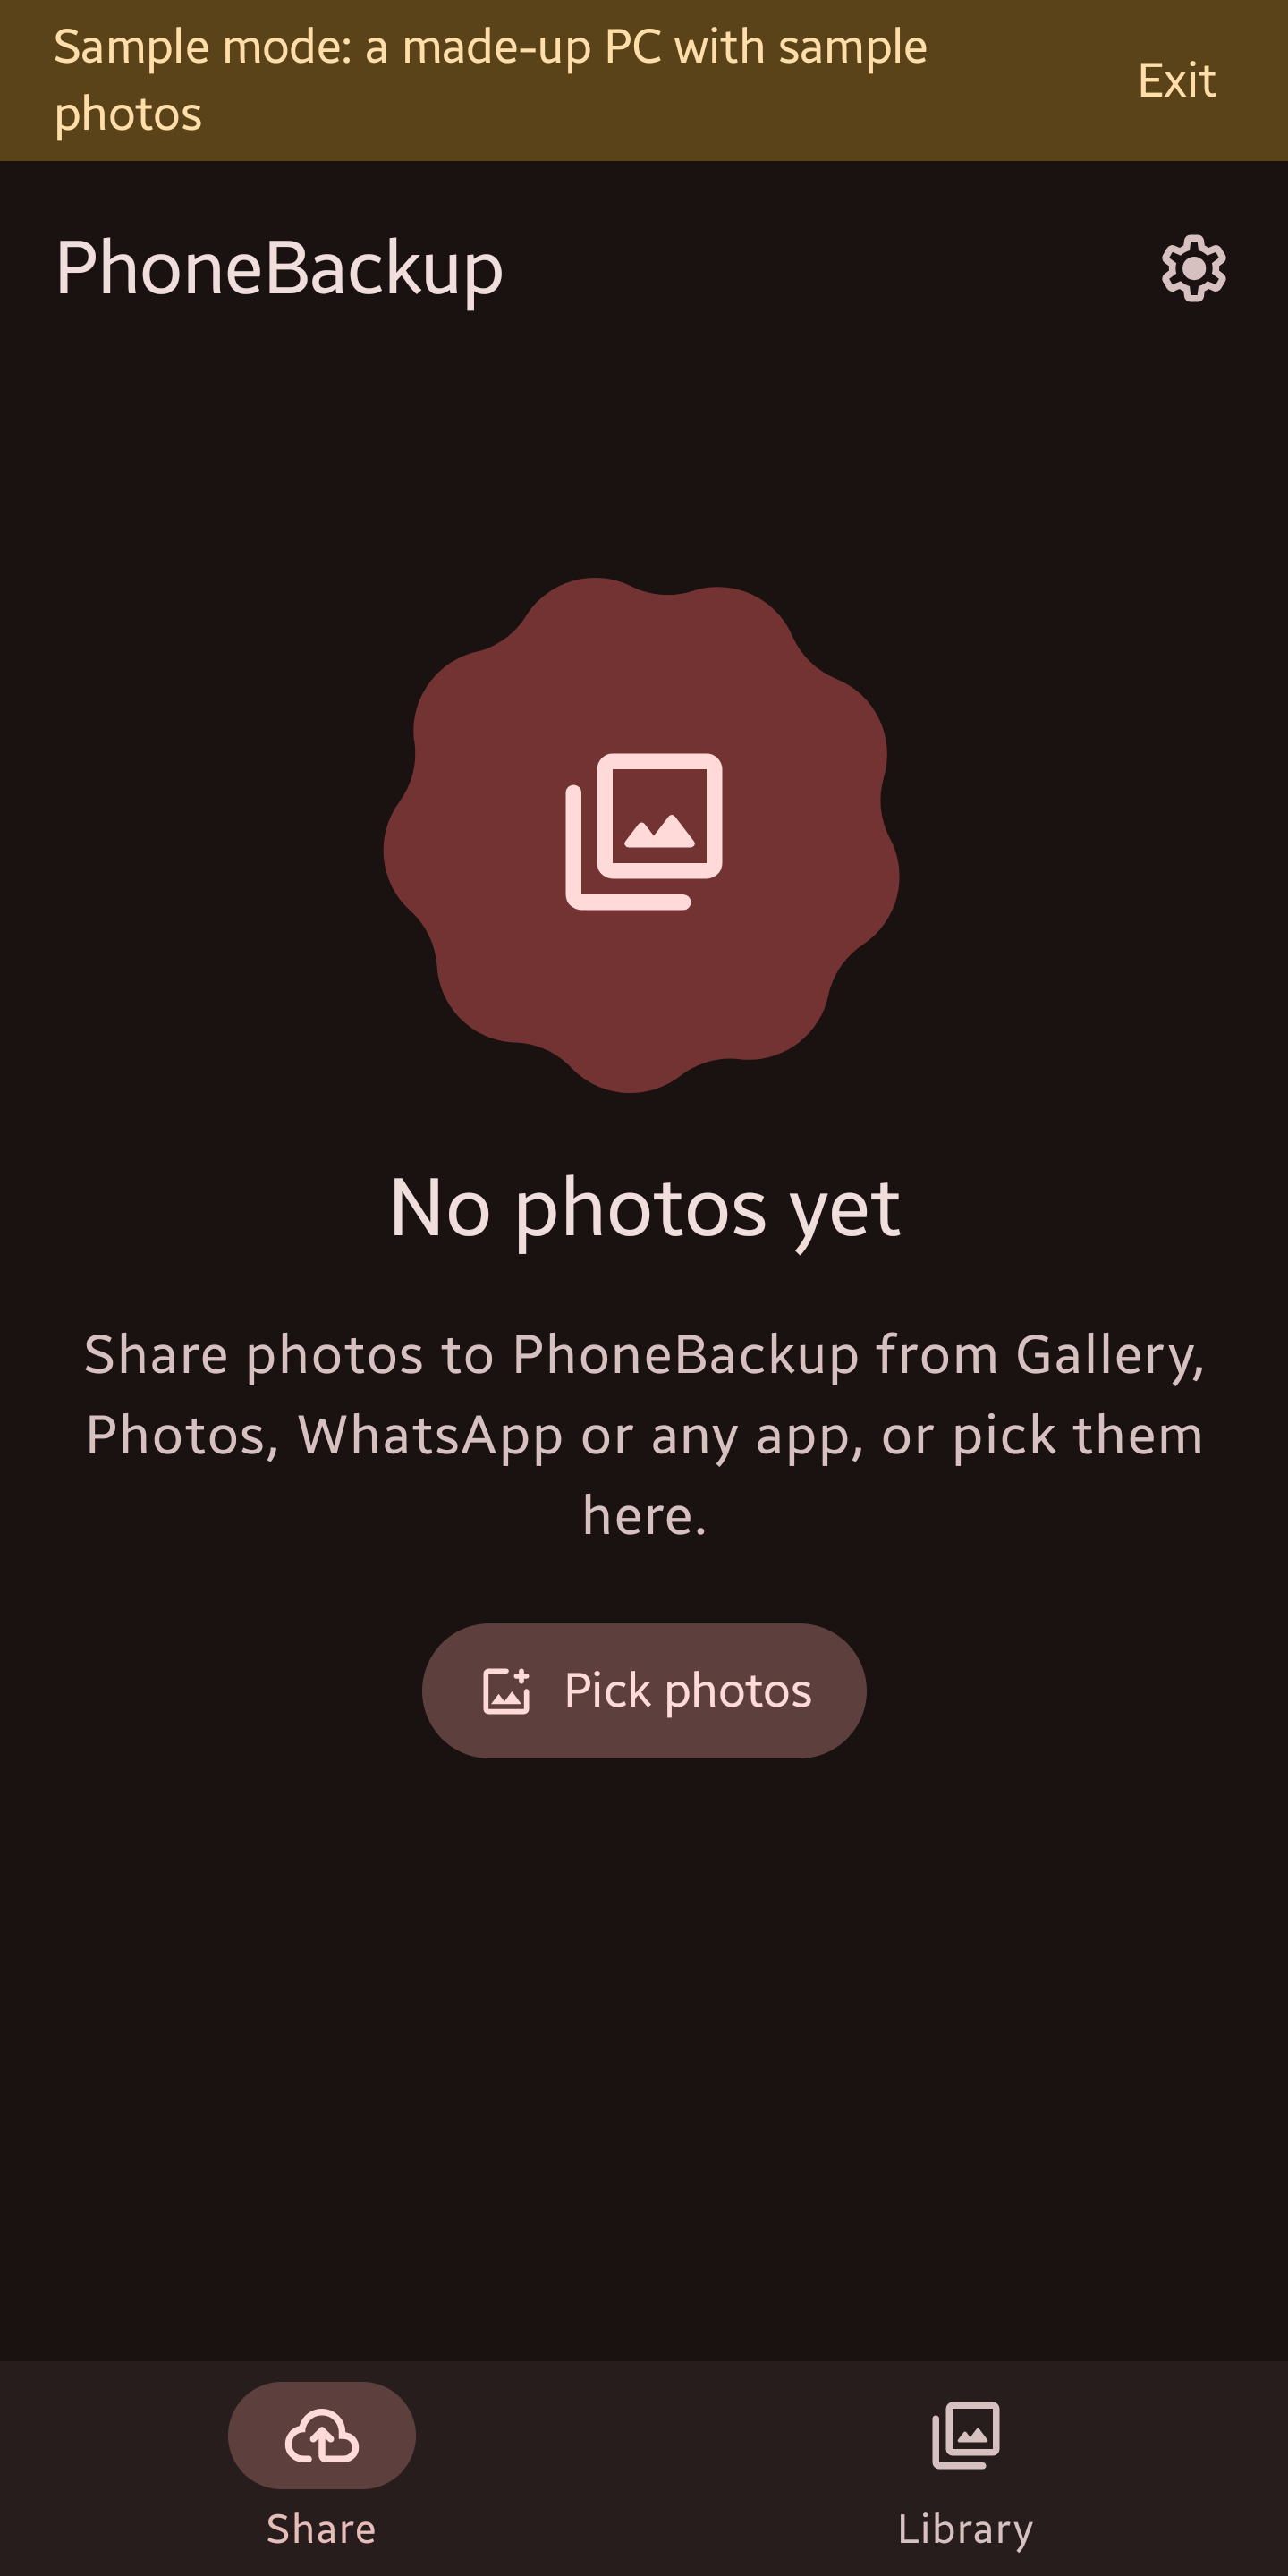 Sample mode: a made-up PC with sample
photos
Exit
PhoneBackup
No photos yet
Share photos to PhoneBackup from Gallery,
Photos, WhatsApp or any app, or pick them
here.
Pick photos
Share
Library